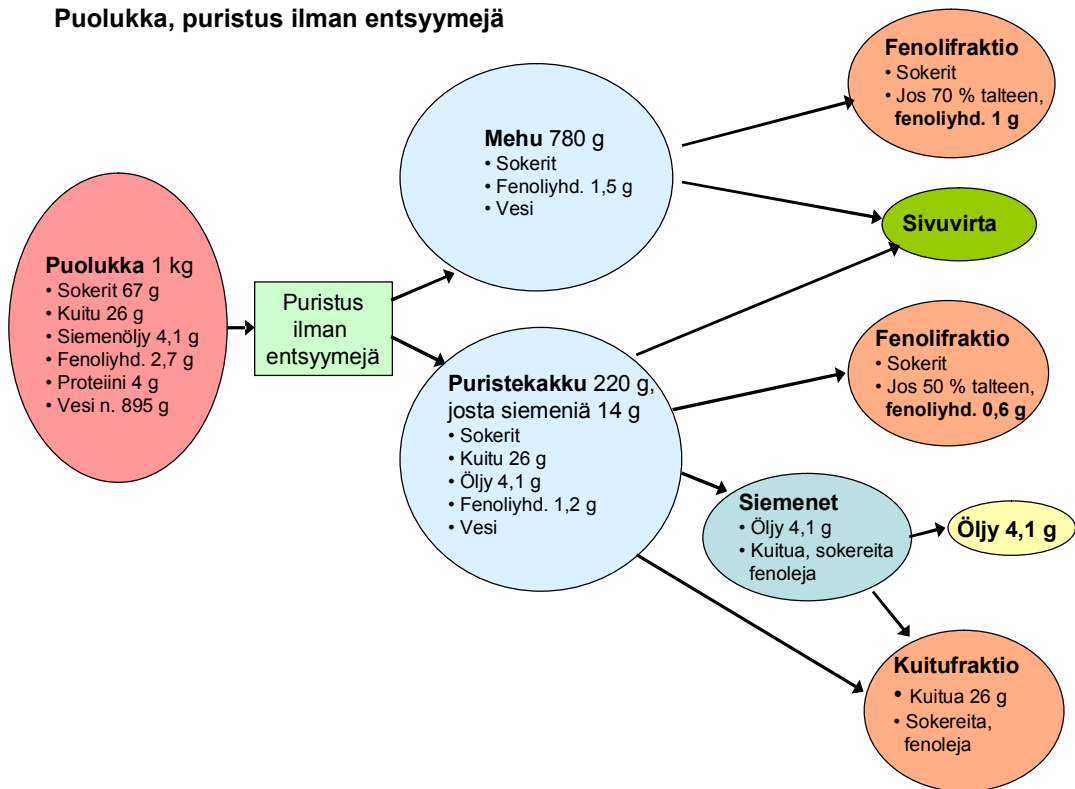 Puolukka, puristus ilman entsyymejä
Puolukka 1 kg
• Sokerit 67 g
• Kuitu 26 g
• Siemenöljy 4,1 g
• Fenoliyhd. 2,7 g
• Proteiini 4 g
• Vesi n. 895 g
Puristus
ilman
entsyymejä
Mehu 780 g
• Sokerit
• Fenoliyhd. 1,5 g
• Vesi
Puristekakku 220 g,
josta siemeniä 14 g
• Sokerit
• Kuitu 26 g
• Öljy 4,1 g
• Fenoliyhd. 1,2 g
• Vesi
Fenolifraktio
• Sokerit
• Jos 70 % talteen,
fenoliyhd. 1 g
Sivuvirta
Fenolifraktio
• Sokerit
• Jos 50 % talteen,
fenoliyhd. 0,6 g
Siemenet
• Öljy 4,1 g
• Kuitua, sokereita
fenoleja
Öljy 4,1 g
Kuitufraktio
• Kuitua 26 g
• Sokereita,
fenoleja